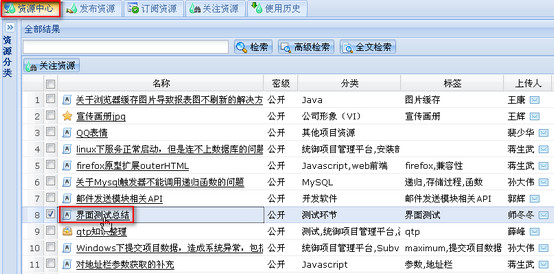 资源中心 发布资源 订阅资源 关注资源 使用历史
资源分类
全部结果
检索 高级检索 全文检索
关注资源
名称 密级 分类 标签 上传人
1 关于浏览器缓存图片导致报表图不刷新的解决方 公开 Java 图片缓存 王康
2 宣传画册jpq 公开 公司形象（VI） 宣传画册 王辉
3 QQ表情 公开 其他项目资源 裴少华
4 linux下服务正常启动，但是连不上数据库的问题 公开 统御项目管理平台,安装部 蒋生武
5 firefox原型扩展outerHTML 公开 Javascript,web前端 firefox,兼容性 蒋生武
6 关于Mysql触发器不能调用递归函数的问题 公开 MySQL 递归,存储过程,函数 孙大伟
7 邮件发送模块相关API 公开 开发软件 邮件发送API 郭辉
8 界面测试总结 公开 测试环节 界面测试 师冬冬
9 qtp知识整理 公开 测试,统御项目管理平台, qtp 薛峰
10 Windows下提交项目数据，造成系统异常，包括 公开 统御项目管理平台,Nutz maximum,提交数 孙大伟
11 对地址栏参数获取的补充 公开 Javascript 参数,地址栏 蒋生武